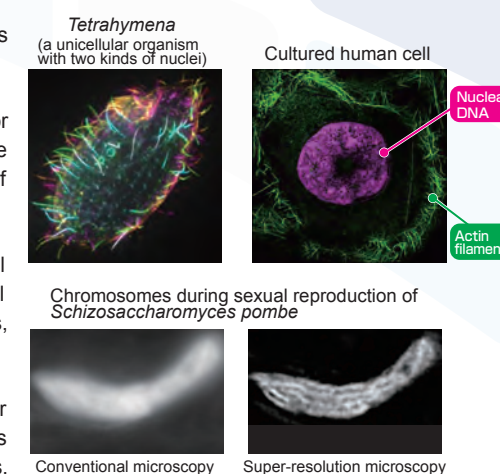 s
Tetrahymena
(a unicellular organism
with two kinds of nuclei)
Cultured human cell
or
e
f
Nuclea
DNA
Actin
filamen
l
l
s,
Chromosomes during sexual reproduction of
Schizosaccharomyces pombe
r
s
s.
Conventional microscopy
Super-resolution microscopy